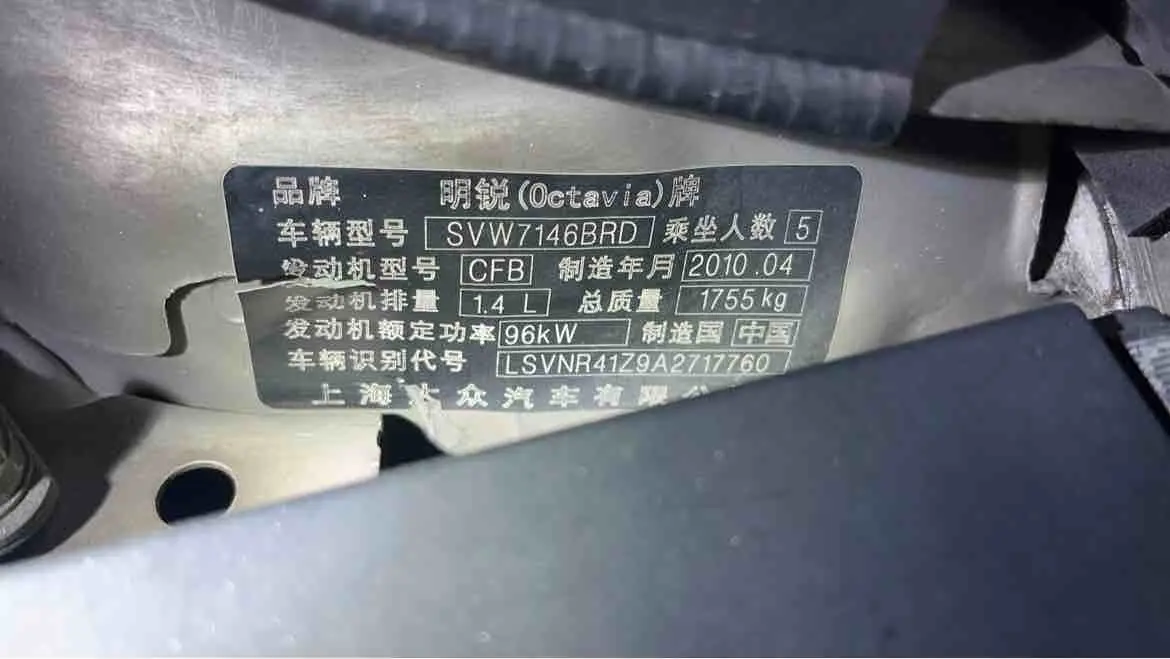 品牌 明锐(Octavia)牌
车辆型号 SVW7146BRD 乘坐人数 5
发动机型号 CFB 制造年月 2010.04
发动机排量 1.4 L 总质量 1755kg
发动机额定功率 96kW 制造国 中国
车辆识别代号 LSVNR41Z9A2717760
上海大众汽车有限